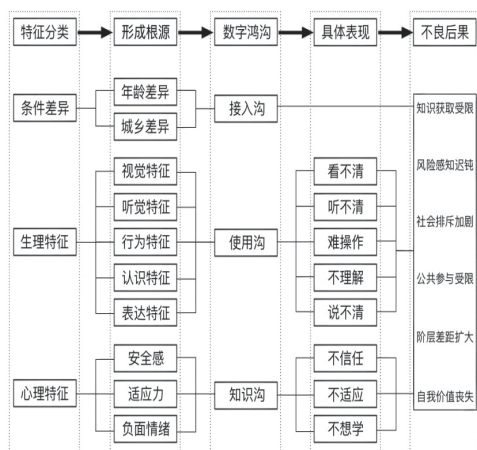 特征分类
形成根源
数字鸿沟
具体表现
不良后果
条件差异
年龄差异
城乡差异
接入沟
生理特征
视觉特征
听觉特征
行为特征
认识特征
表达特征
使用沟
看不清
听不清
难操作
不理解
说不清
心理特征
安全感
适应力
负面情绪
知识沟
不信任
不适应
不想学
知识获取受限
风险感知迟钝
社会排斥加剧
公共参与受限
阶层差距扩大
自我价值丧失